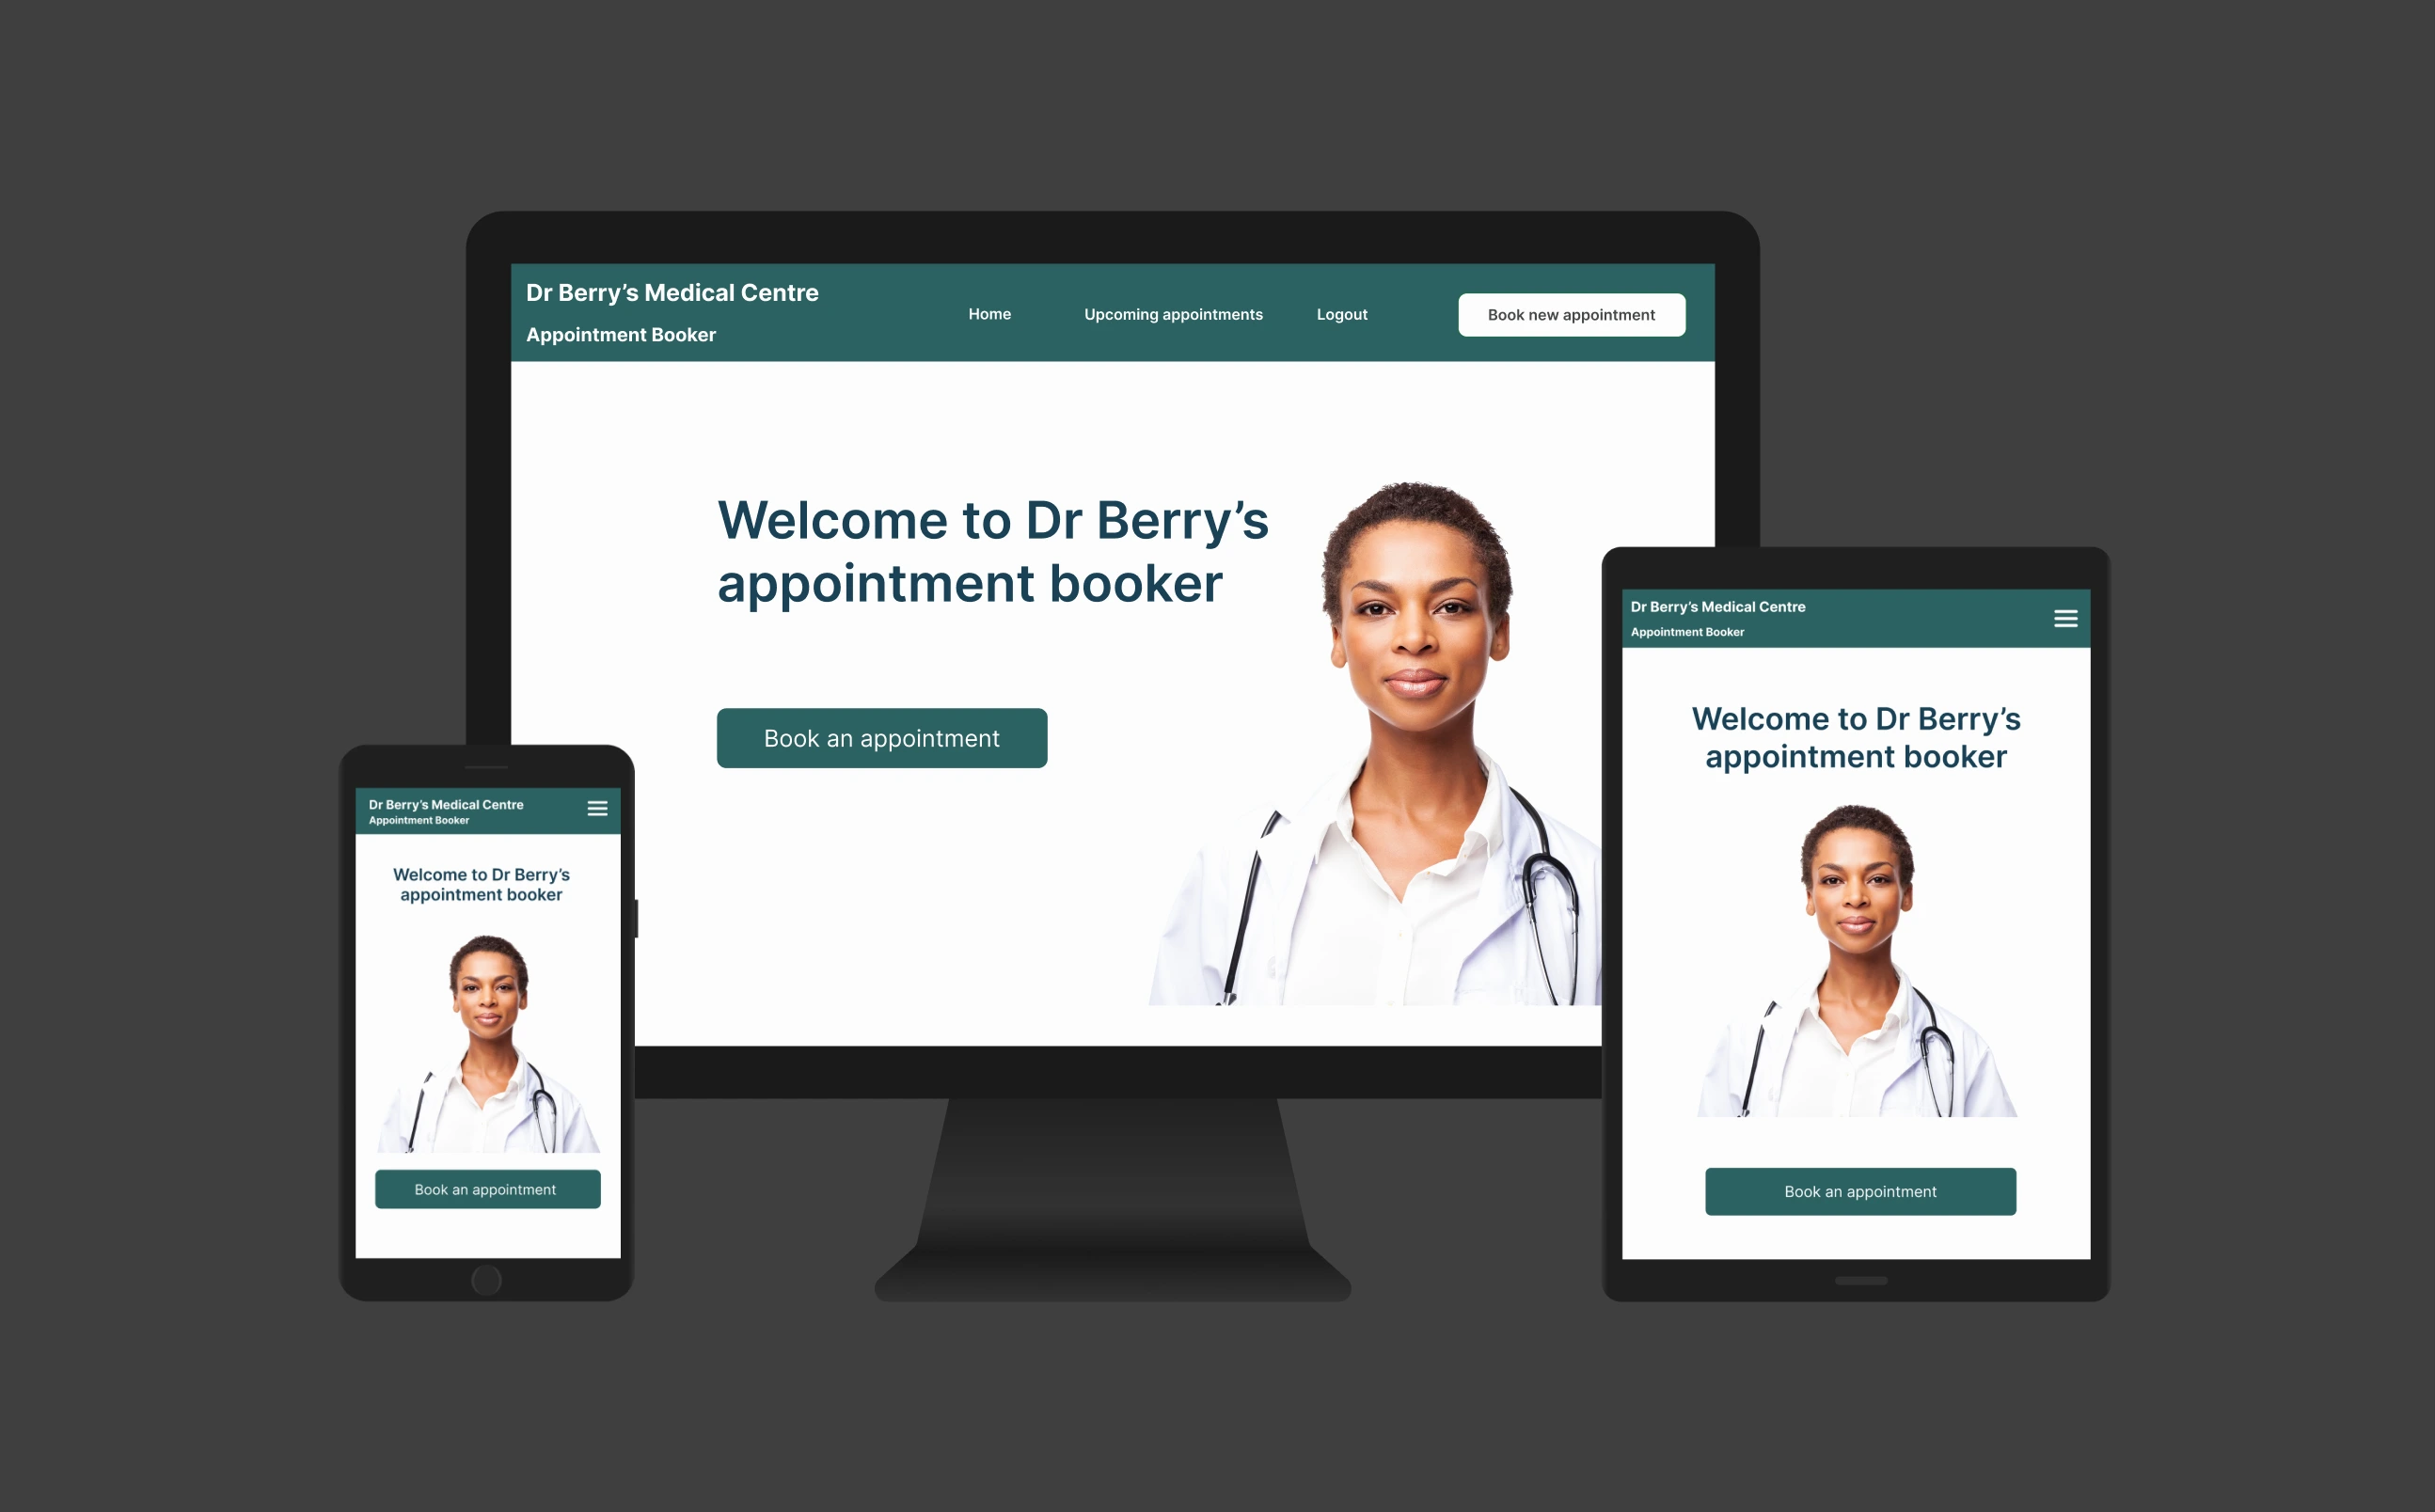 Dr Berry’s Medical Centre
Appointment Booker
Home
Upcoming appointments
Logout
Book new appointment
Welcome to Dr Berry’s
appointment booker
Book an appointment
Dr Berry’s Medical Centre
Appointment Booker
Welcome to Dr Berry’s
appointment booker
Book an appointment
Dr Berry’s Medical Centre
Appointment Booker
Welcome to Dr Berry’s
appointment booker
Book an appointment